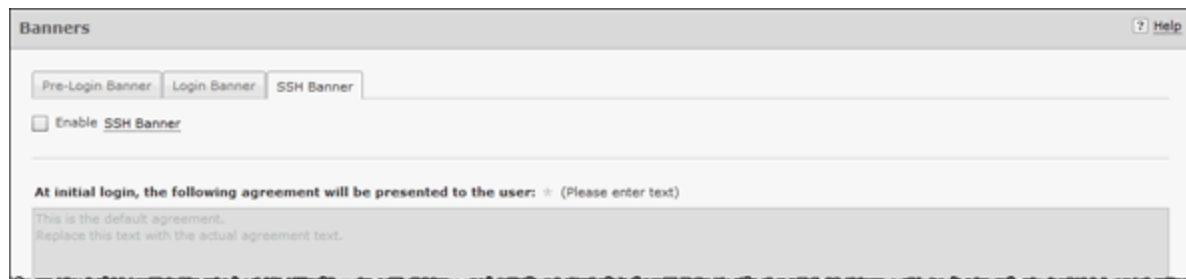 Banners
? Help
Pre-Login Banner Login Banner SSH Banner
Enable SSH Banner
At initial login, the following agreement will be presented to the user: * (Please enter text)
This is the default agreement.
Replace this text with the actual agreement text.